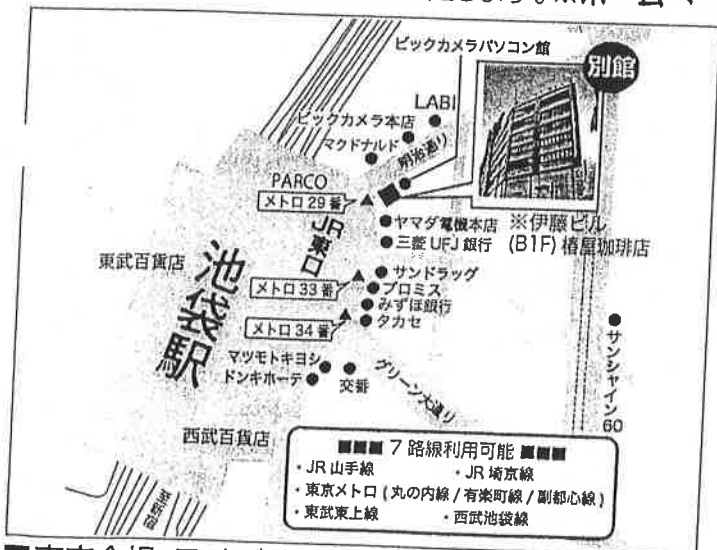 ビックカメラパソコン館
別館
LABI
ビックカメラ本店
マクドナルド
明治通り
PARCO
メトロ29番
JR東口
ヤマダ電機本店 ※伊藤ビル
三菱UFJ銀行 (B1F) 椿屋珈琲店
東武百貨店
池袋駅
サンドラッグ
メトロ33番
プロミス
みずほ銀行
メトロ34番
タカセ
サンシャイン60
マツモトキヨシ
ドンキホーテ
交番
グリーン大通り
西武百貨店
■■■ 7路線利用可能 ■■■
・JR山手線 ・JR埼京線
・東京メトロ (丸の内線 / 有楽町線 / 副都心線)
・東武東上線 ・西武池袋線